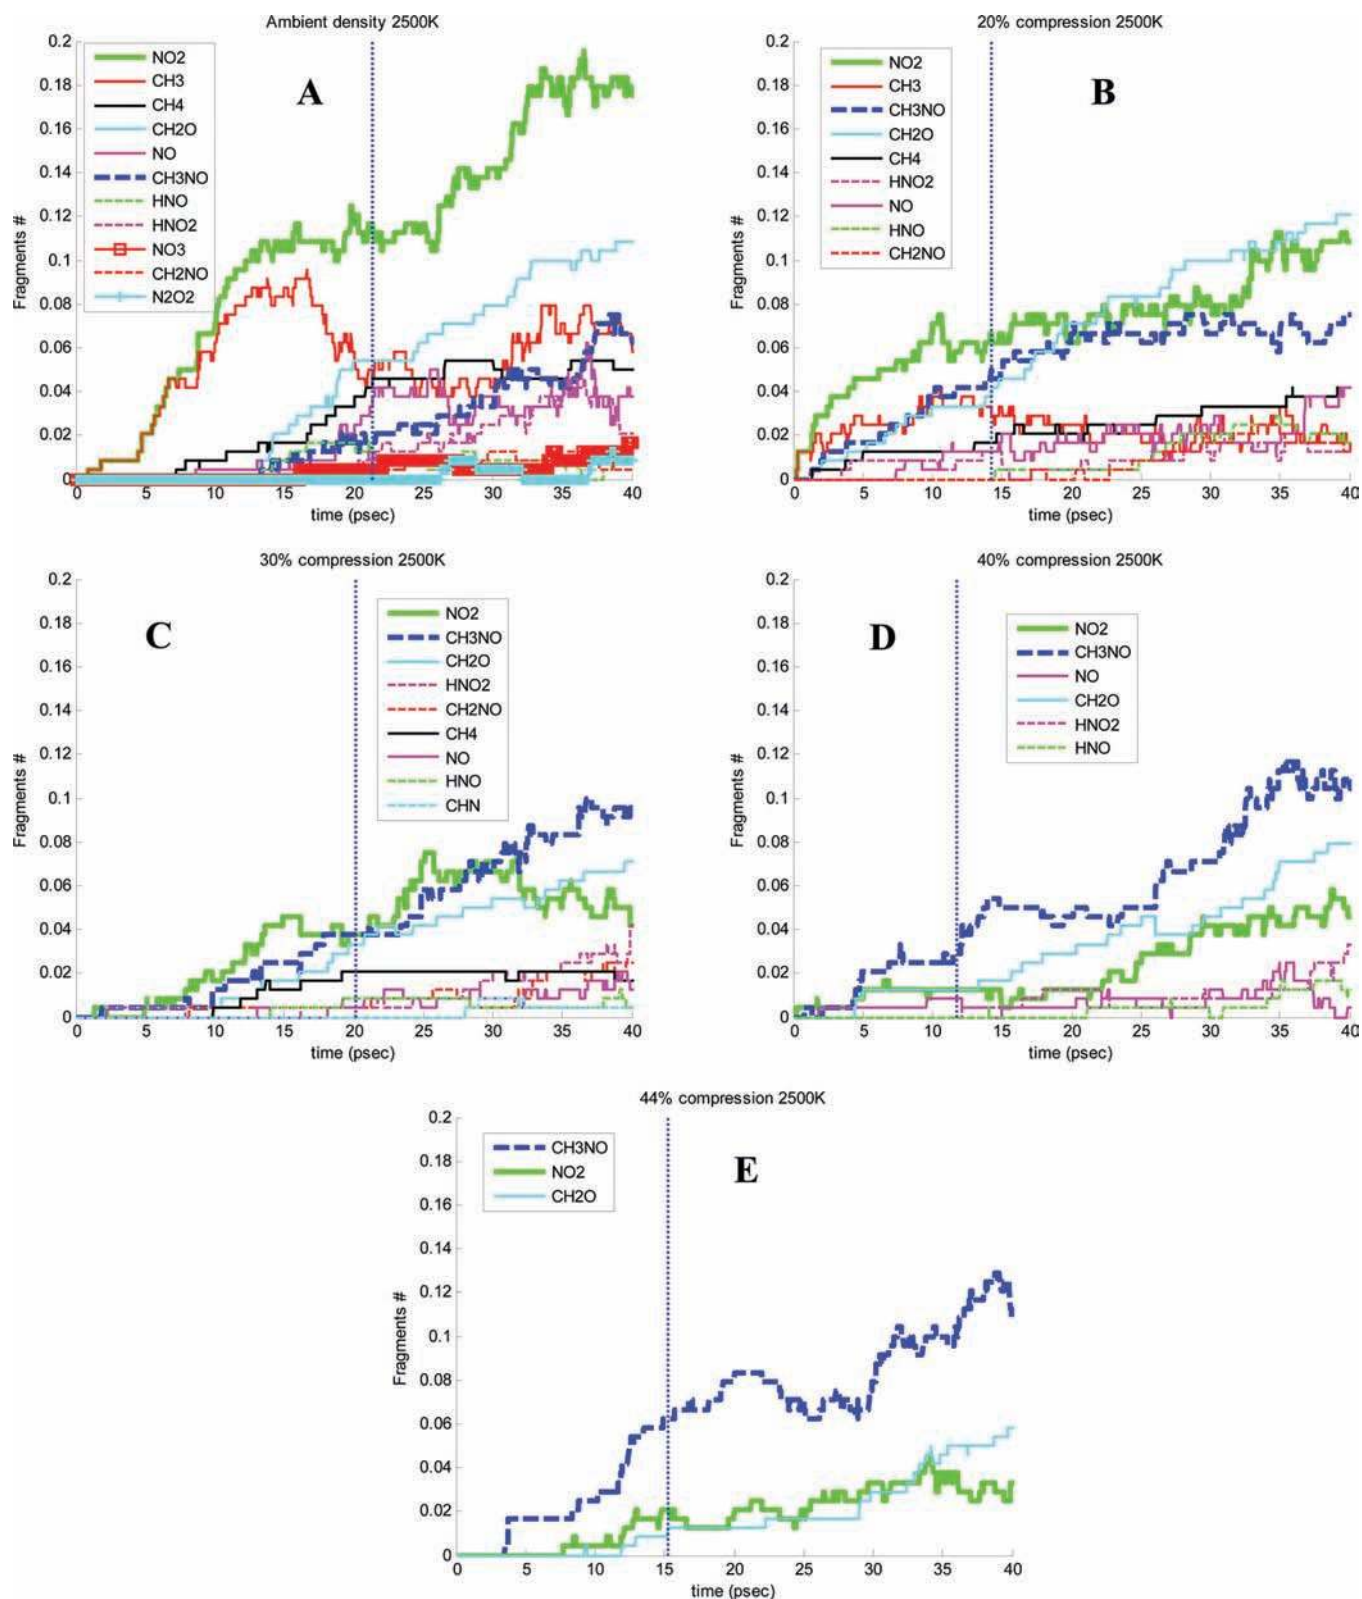 Ambient density 2500K
A
0.2
0.18
0.16
0.14
0.12
0.1
0.08
0.06
0.04
0.02
0
Fragments #
NO2
CH3
CH4
CH2O
NO
CH3NO
HNO
HNO2
NO3
CH2NO
N2O2
0 5 10 15 20 25 30 35 40
time (psec)
20% compression 2500K
B
0.2
0.18
0.16
0.14
0.12
0.1
0.08
0.06
0.04
0.02
0
Fragments #
NO2
CH3
CH3NO
CH2O
CH4
HNO2
NO
HNO
CH2NO
0 5 10 15 20 25 30 35 40
time (psec)
30% compression 2500K
C
0.2
0.18
0.16
0.14
0.12
0.1
0.08
0.06
0.04
0.02
0
Fragments #
NO2
CH3NO
CH2O
HNO2
CH2NO
CH4
NO
HNO
CHN
0 5 10 15 20 25 30 35 40
time (psec)
40% compression 2500K
D
0.2
0.18
0.16
0.14
0.12
0.1
0.08
0.06
0.04
0.02
0
Fragments #
NO2
CH3NO
NO
CH2O
HNO2
HNO
0 5 10 15 20 25 30 35 40
time (psec)
44% compression 2500K
E
0.2
0.18
0.16
0.14
0.12
0.1
0.08
0.06
0.04
0.02
0
Fragments #
CH3NO
NO2
CH2O
0 5 10 15 20 25 30 35 40
time (psec)